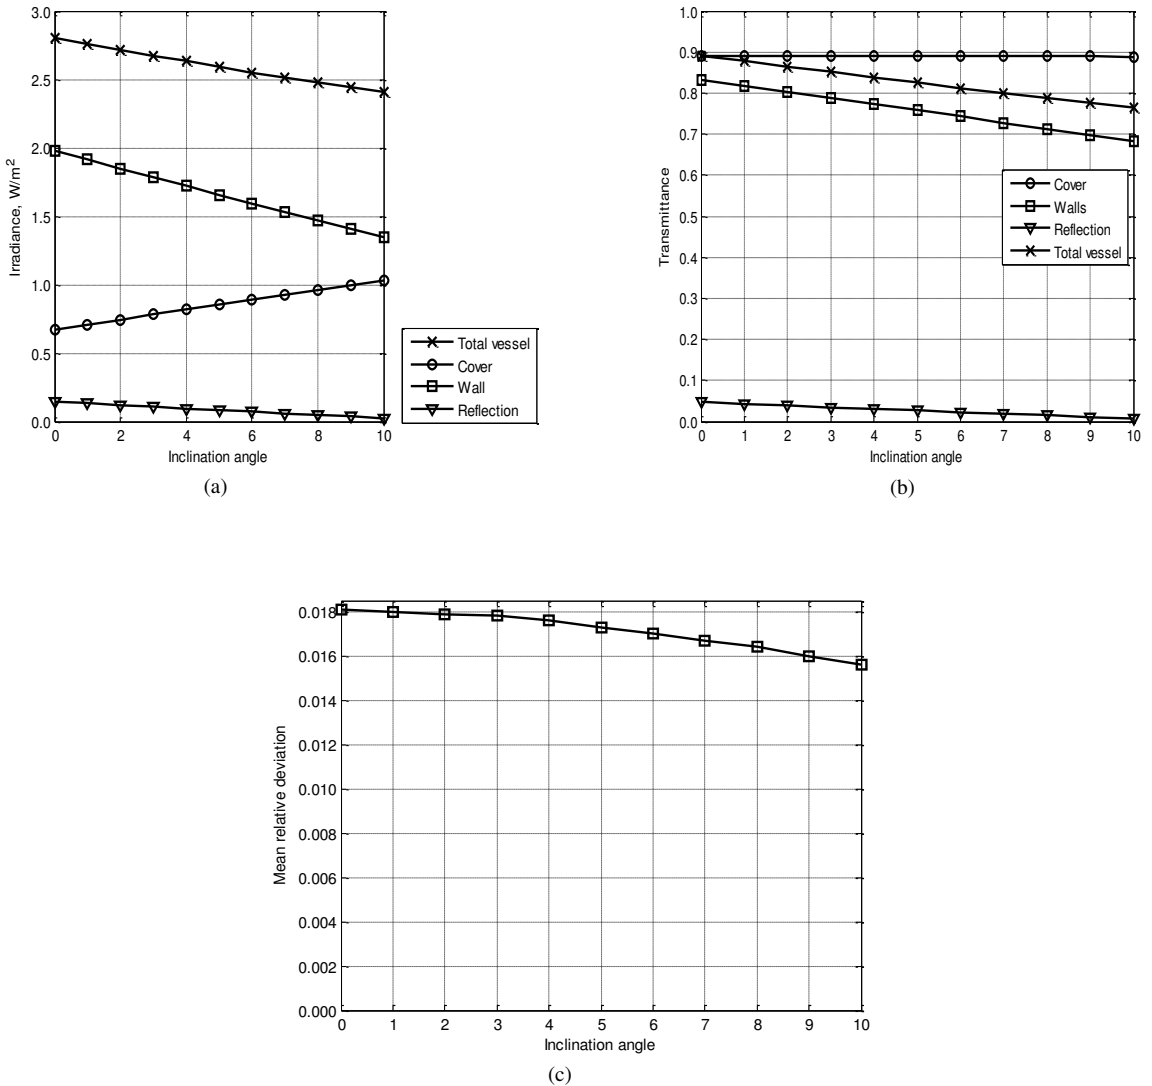 3.0
2.5
2.0
1.5
1.0
0.5
0.0
Irradiance, W/m²
0 2 4 6 8 10
Inclination angle
Total vessel
Cover
Wall
Reflection
(a)
1.0
0.9
0.8
0.7
0.6
0.5
0.4
0.3
0.2
0.1
0.0
Transmittance
0 1 2 3 4 5 6 7 8 9 10
Inclination angle
Cover
Walls
Reflection
Total vessel
(b)
0.018
0.016
0.014
0.012
0.010
0.008
0.006
0.004
0.002
0.000
Mean relative deviation
0 1 2 3 4 5 6 7 8 9 10
Inclination angle
(c)